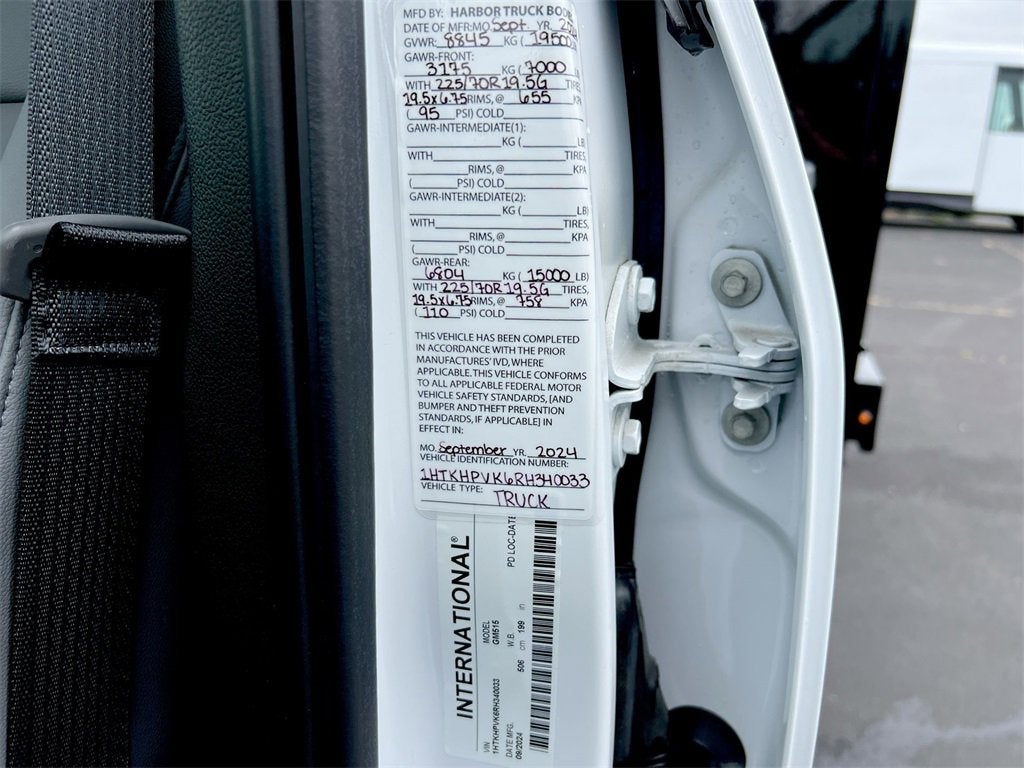 MFD BY: HARBOR TRUCK BOD
DATE OF MFR:MO. Sept. YR. 2
GVWR: 8845 KG ( 19500
GAWR-FRONT:
3175 KG ( 7000 LB
WITH 225/70R19.5G TIRES,
19.5x6.75 RIMS, @ 655 KPA
( 95 PSI) COLD
GAWR-INTERMEDIATE(1):
KG ( LB)
WITH TIRES,
RIMS, @ KPA
( PSI) COLD
GAWR-INTERMEDIATE(2):
KG ( LB)
WITH TIRES,
RIMS, @ KPA
( PSI) COLD
GAWR-REAR:
6804 KG ( 15000 LB)
WITH 225/70R19.5G TIRES,
19.5x6.75 RIMS, @ 758 KPA
( 110 PSI) COLD
THIS VEHICLE HAS BEEN COMPLETED
IN ACCORDANCE WITH THE PRIOR
MANUFACTURES' IVD, WHERE
APPLICABLE. THIS VEHICLE CONFORMS
TO ALL APPLICABLE FEDERAL MOTOR
VEHICLE SAFETY STANDARDS, [AND
BUMPER AND THEFT PREVENTION
STANDARDS, IF APPLICABLE] IN
EFFECT IN:
MO. September YR. 2024
VEHICLE IDENTIFICATION NUMBER:
1HTKHPVK6RH340033
VEHICLE TYPE:
TRUCK
INTERNATIONAL®
VIN
1HTKHPVK6RH340033
MODEL
GM515
DATE MFG.
09/2024
W.B.
506 cm 199 in
PD LOC-DATE